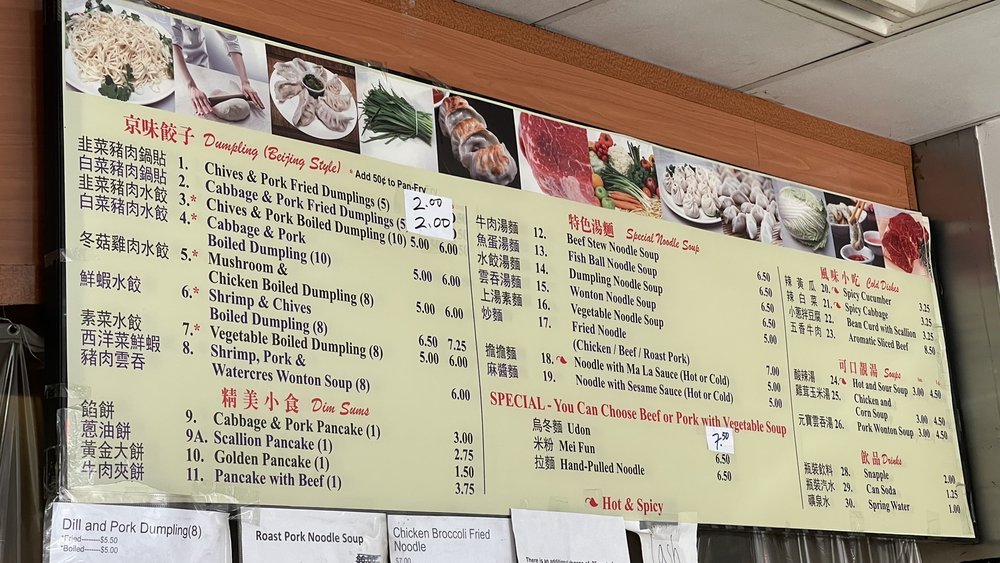 京味餃子 Dumpling (Beijing Style) * Add 50¢ to Pan-Fry
韭菜豬肉鍋貼 1. Chives & Pork Fried Dumplings (5) 2.00
白菜豬肉鍋貼 2. Cabbage & Pork Fried Dumplings (5 2.00
韭菜豬肉水餃 3.* Chives & Pork Boiled Dumpling (10) 5.00 6.00
白菜豬肉水餃 4.* Cabbage & Pork
Boiled Dumpling (10) 5.00 6.00
冬菇雞肉水餃 5.* Mushroom &
Chicken Boiled Dumpling (8) 5.00 6.00
鮮蝦水餃 6.* Shrimp & Chives
Boiled Dumpling (8) 6.50 7.25
素菜水餃 7.* Vegetable Boiled Dumpling (8) 5.00 6.00
西洋菜鮮蝦 8. Shrimp, Pork &
豬肉雲吞 Watercres Wonton Soup (8) 6.00
精美小食 Dim Sums
餡餅 9. Cabbage & Pork Pancake (1) 3.00
蔥油餅 9A. Scallion Pancake (1) 2.75
黃金大餅 10. Golden Pancake (1) 1.50
牛肉夾餅 11. Pancake with Beef (1) 3.75
特色湯麵 Special Noodle Soup
牛肉湯麵 12. Beef Stew Noodle Soup 6.50
魚蛋湯麵 13. Fish Ball Noodle Soup 6.50
水餃湯麵 14. Dumpling Noodle Soup 6.50
雲吞湯麵 15. Wonton Noodle Soup 6.50
上湯素麵 16. Vegetable Noodle Soup 5.00
炒麵 17. Fried Noodle
(Chicken / Beef / Roast Pork) 7.00
擔擔麵 18. Noodle with Ma La Sauce (Hot or Cold) 5.00
麻醬麵 19. Noodle with Sesame Sauce (Hot or Cold) 5.00
SPECIAL - You Can Choose Beef or Pork with Vegetable Soup
烏冬麵 Udon 7.50
米粉 Mei Fun 6.50
拉麵 Hand-Pulled Noodle 6.50
Hot & Spicy
風味小吃 Cold Dishes
辣黃瓜 20. Spicy Cucumber 3.25
辣白菜 21. Spicy Cabbage 3.25
小蔥拌豆腐 22. Bean Curd with Scallion 3.25
五香牛肉 23. Aromatic Sliced Beef 8.50
可口靚湯 Soups
酸辣湯 24. Hot and Sour Soup 3.00 4.50
雞茸玉米湯 25. Chicken and
Corn Soup 3.00 4.50
元寶雲吞湯 26. Pork Wonton Soup 3.00 4.50
飲品 Drinks
瓶裝飲料 28. Snapple 2.00
瓶裝汽水 29. Can Soda 1.25
礦泉水 30. Spring Water 1.00
Dill and Pork Dumpling(8)
*Fried-------$5.50
*Boiled-------$5.00
Roast Pork Noodle Soup
Chicken Broccoli Fried
Noodle
$7.00